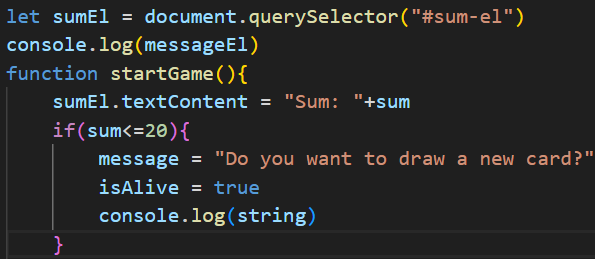 let sumEl = document.querySelector("#sum-el")
console.log(messageEl)
function startGame(){
    sumEl.textContent = "Sum: "+sum
    if(sum<=20){
        message = "Do you want to draw a new card?"
        isAlive = true
        console.log(string)
    }